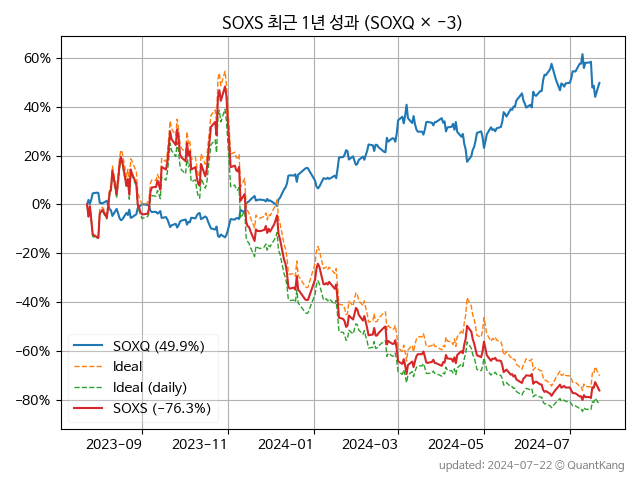 SOXS 최근 1년 성과 (SOXQ × −3)
60%
40%
20%
0%
−20%
−40%
−60%
−80%
SOXQ (49.9%)
Ideal
Ideal (daily)
SOXS (−76.3%)
2023-09
2023-11
2024-01
2024-03
2024-05
2024-07
updated: 2024-07-22 © QuantKang